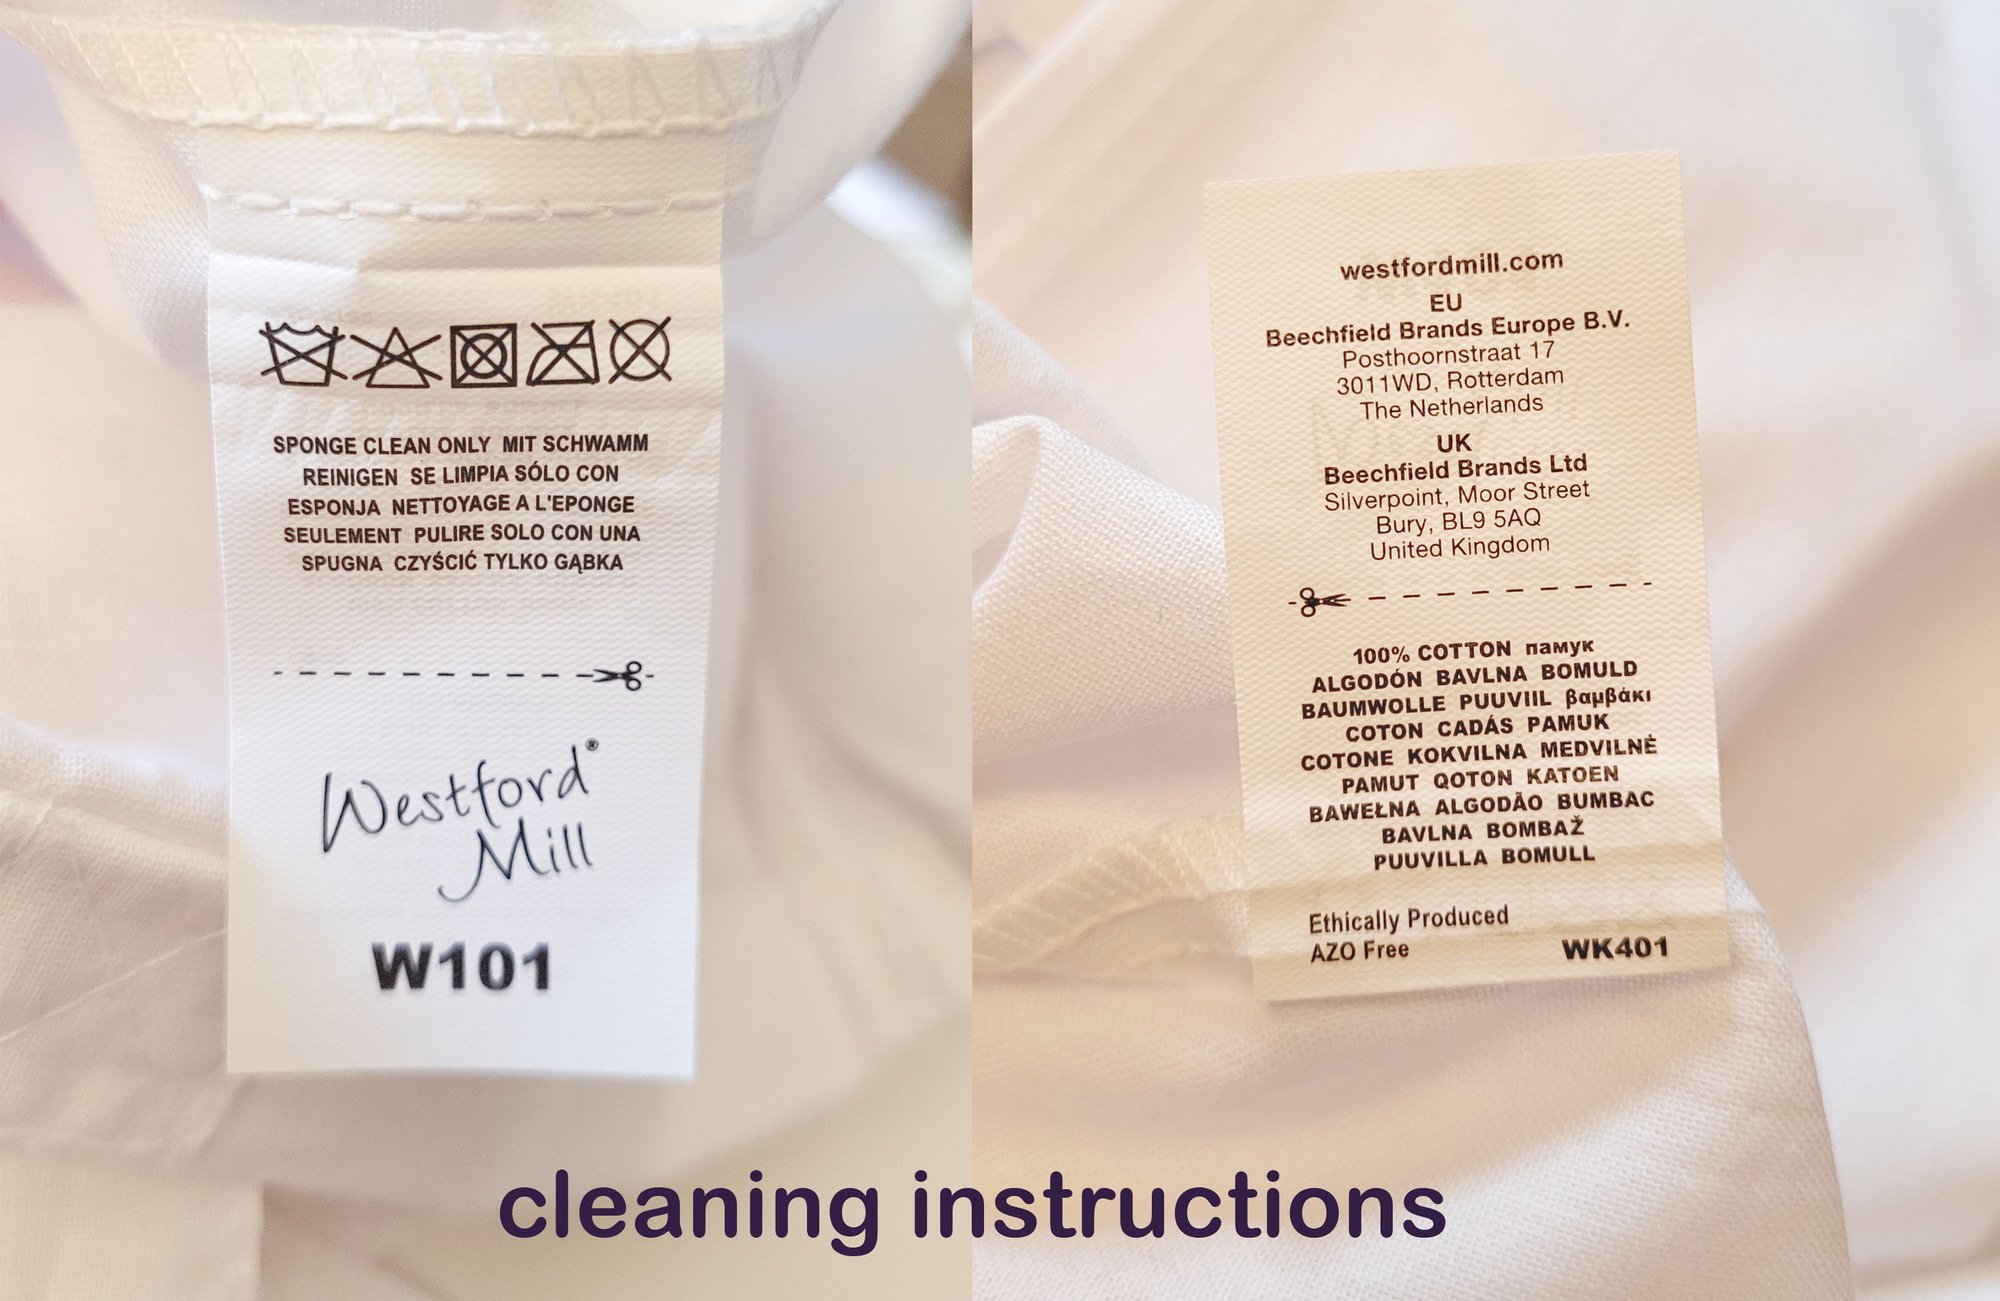 SPONGE CLEAN ONLY MIT SCHWAMM
REINIGEN SE LIMPIA SÓLO CON
ESPONJA NETTOYAGE A L'EPONGE
SEULEMENT PULIRE SOLO CON UNA
SPUGNA CZYŚCIĆ TYLKO GĄBKA
Westford®
Mill
W101
westfordmill.com
EU
Beechfield Brands Europe B.V.
Posthoornstraat 17
3011WD, Rotterdam
The Netherlands
UK
Beechfield Brands Ltd
Silverpoint, Moor Street
Bury, BL9 5AQ
United Kingdom
100% COTTON памук
ALGODÓN BAVLNA BOMULD
BAUMWOLLE PUUVIIL βαμβάκι
COTON CADÁS PAMUK
COTONE KOKVILNA MEDVILNĖ
PAMUT QOTON KATOEN
BAWEŁNA ALGODÃO BUMBAC
BAVLNA BOMBAŽ
PUUVILLA BOMULL
Ethically Produced
AZO Free WK401
cleaning instructions